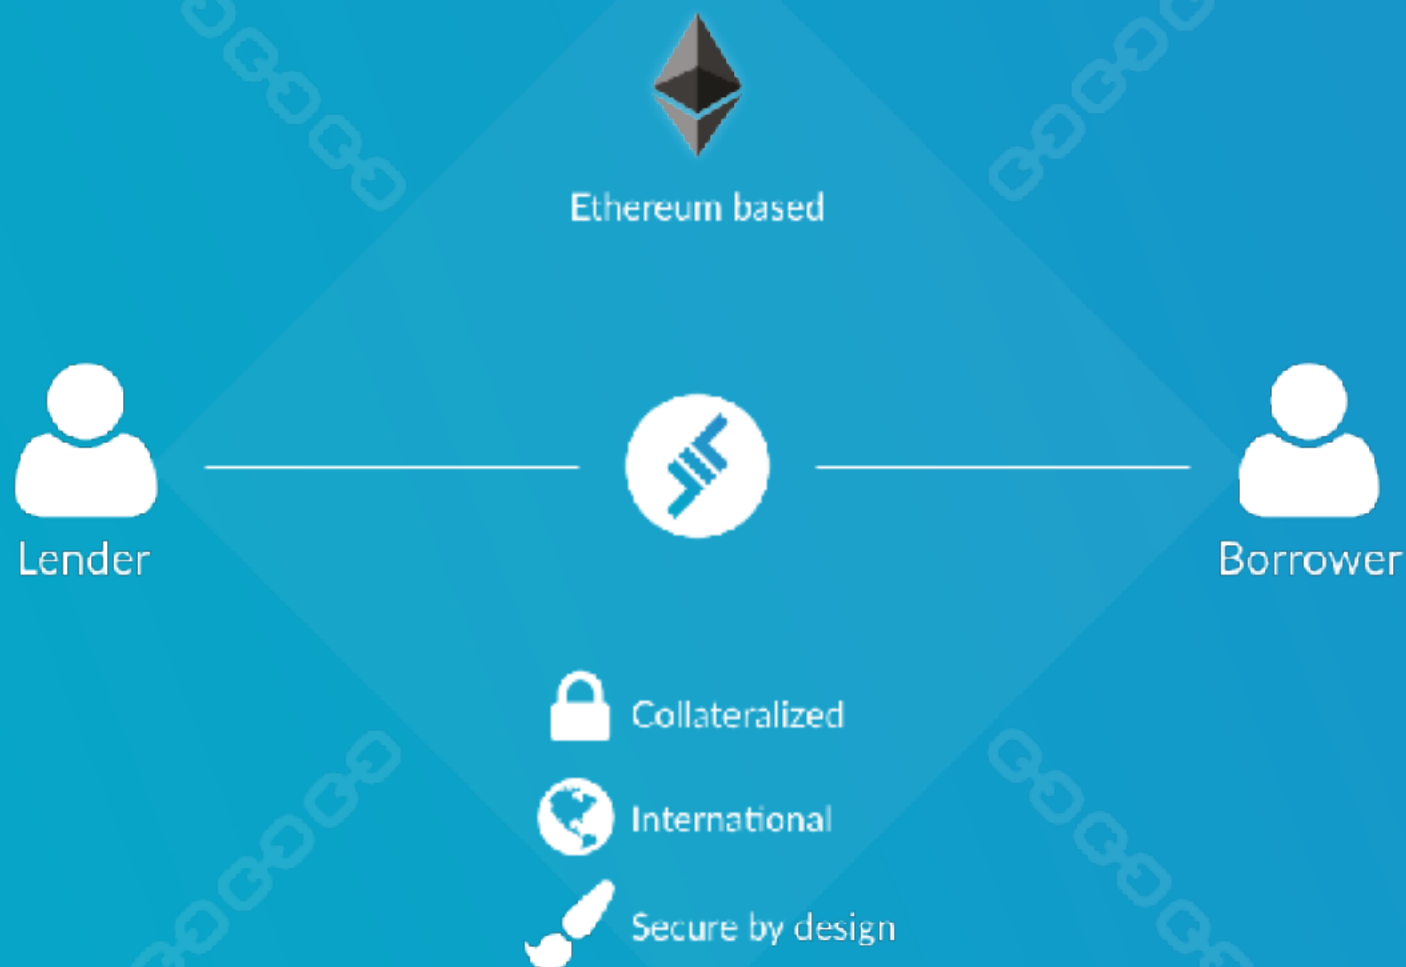 Ethereum based
Lender
Borrower
Collateralized
International
Secure by design